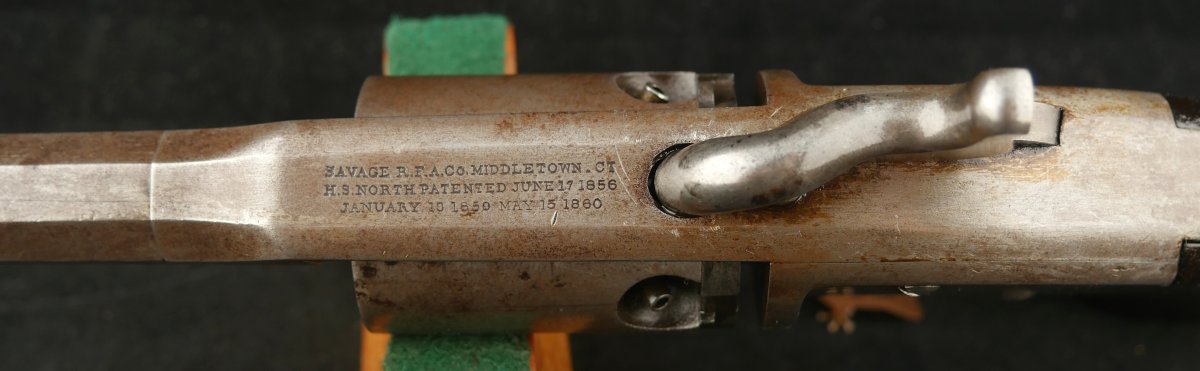 SAVAGE R.F.A.CO. MIDDLETOWN. CT
H.S. NORTH PATENTED JUNE 17 1856
JANUARY 18 1859 MAY 15 1860